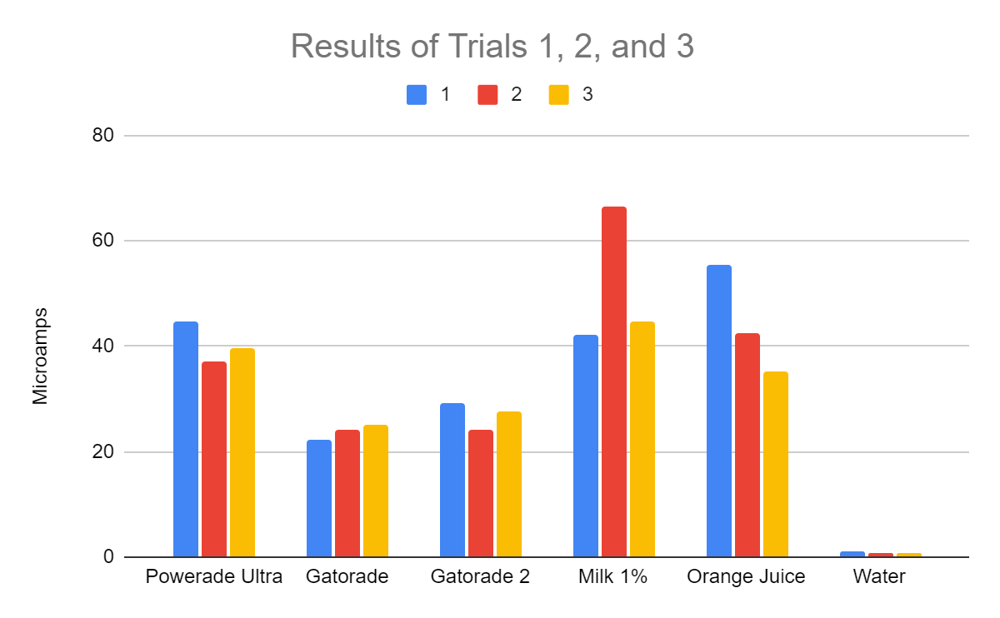 Results of Trials 1, 2, and 3
1 2 3
80
60
40
20
0
Microamps
Powerade Ultra Gatorade Gatorade 2 Milk 1% Orange Juice Water